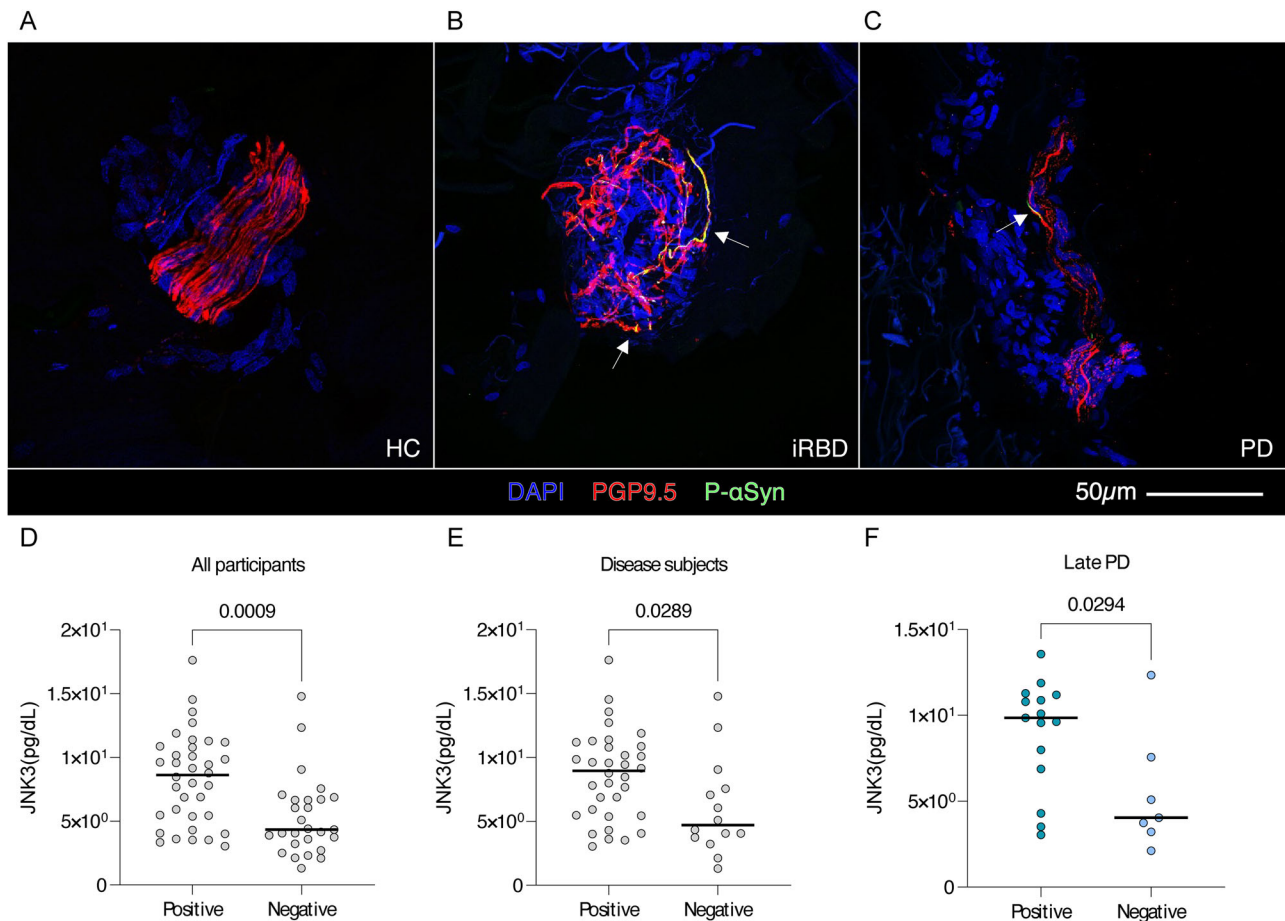 A
B
C
HC
iRBD
PD
DAPI PGP9.5 P-αSyn
50µm
D
E
F
All participants
Disease subjects
Late PD
0.0009
0.0289
0.0294
JNK3(pg/dL)
2×10¹
1.5×10¹
1×10¹
5×10⁰
0
Positive
Negative
JNK3(pg/dL)
2×10¹
1.5×10¹
1×10¹
5×10⁰
0
Positive
Negative
JNK3(pg/dL)
1.5×10¹
1×10¹
5×10⁰
0
Positive
Negative